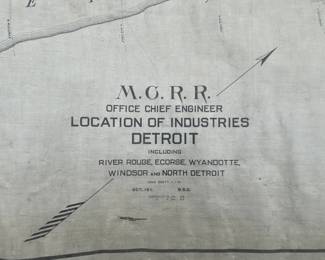 M.C.R.R.
OFFICE CHIEF ENGINEER
LOCATION OF INDUSTRIES
DETROIT
INCLUDING
RIVER ROUGE, ECORSE, WYANDOTTE,
WINDSOR AND NORTH DETROIT